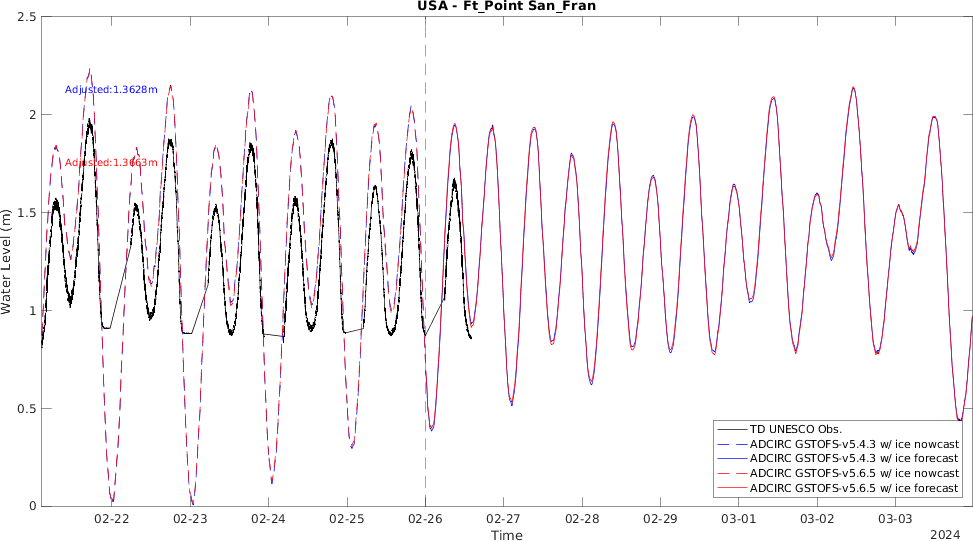 USA - Ft_Point San_Fran
2.5
2
1.5
1
0.5
0
Water Level (m)
Adjusted:1.3628m
Adjusted:1.3663m
TD UNESCO Obs.
ADCIRC GSTOFS-v5.4.3 w/ ice nowcast
ADCIRC GSTOFS-v5.4.3 w/ ice forecast
ADCIRC GSTOFS-v5.6.5 w/ ice nowcast
ADCIRC GSTOFS-v5.6.5 w/ ice forecast
02-22 02-23 02-24 02-25 02-26 02-27 02-28 02-29 03-01 03-02 03-03
Time
2024